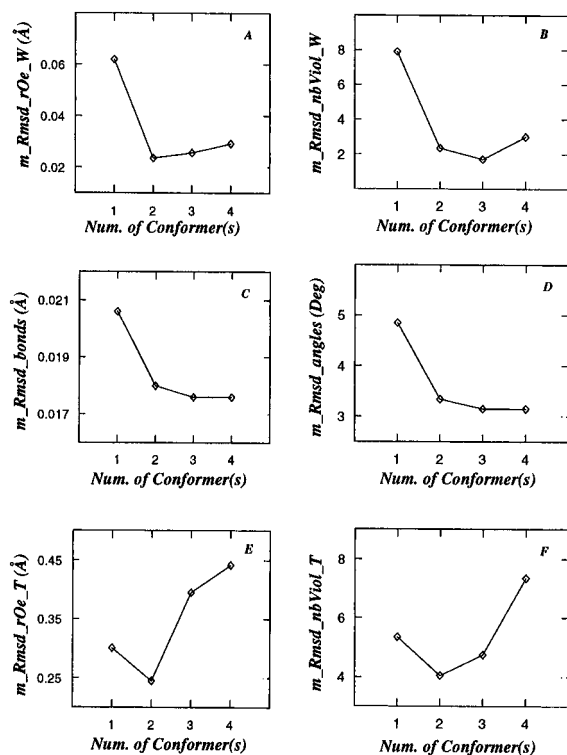 A
m_Rmsd_rOe_W (Å)
0.06
0.04
0.02
1 2 3 4
Num. of Conformer(s)
B
m_Rmsd_nbViol_W
8
6
4
2
1 2 3 4
Num. of Conformer(s)
C
m_Rmsd_bonds (Å)
0.021
0.019
0.017
1 2 3 4
Num. of Conformer(s)
D
m_Rmsd_angles (Deg)
5
4
3
1 2 3 4
Num. of Conformer(s)
E
m_Rmsd_rOe_T (Å)
0.45
0.35
0.25
1 2 3 4
Num. of Conformer(s)
F
m_Rmsd_nbViol_T
8
6
4
1 2 3 4
Num. of Conformer(s)